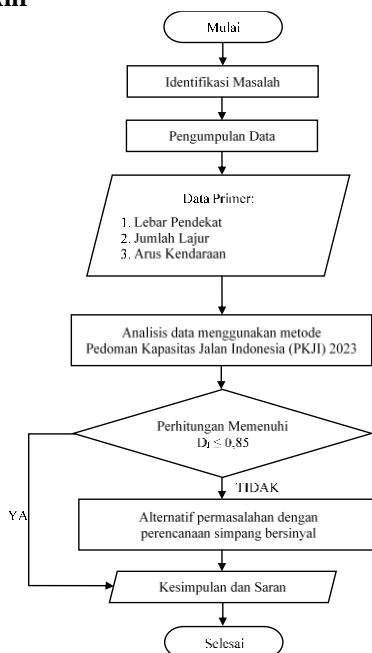 Mulai
Identifikasi Masalah
Pengumpulan Data
Data Primer:
1. Lebar Pendekat
2. Jumlah Lajur
3. Arus Kendaraan
Analisis data menggunakan metode
Pedoman Kapasitas Jalan Indonesia (PKJI) 2023
Perhitungan Memenuhi
Dj ≤ 0,85
TIDAK
YA
Alternatif permasalahan dengan
perencanaan simpang bersinyal
Kesimpulan dan Saran
Selesai